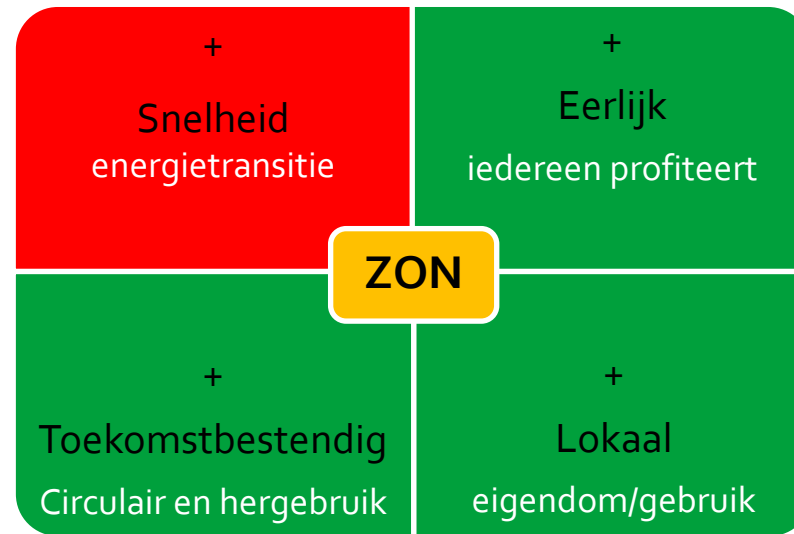 +
Snelheid
energietransitie
+
Eerlijk
iedereen profiteert
ZON
+
Toekomstbestendig
Circulair en hergebruik
+
Lokaal
eigendom/gebruik